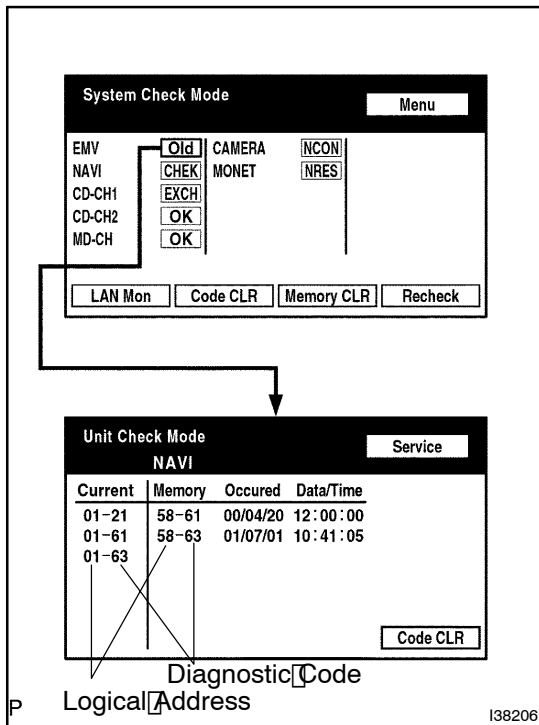 System Check Mode
Menu
EMV Old CAMERA NCON
NAVI CHEK MONET NRES
CD-CH1 EXCH
CD-CH2 OK
MD-CH OK
LAN Mon Code CLR Memory CLR Recheck
Unit Check Mode
NAVI
Service
Current Memory Occured Data/Time
01-21 58-61 00/04/20 12:00:00
01-61 58-63 01/07/01 10:41:05
01-63
Code CLR
Diagnostic Code
Logical Address
P
I38206